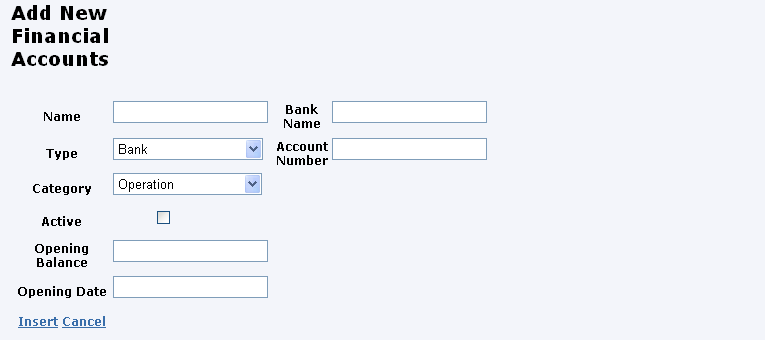 Add New
Financial
Accounts
Name
Bank
Name
Type
Bank
Account
Number
Category
Operation
Active
Opening
Balance
Opening Date
Insert Cancel